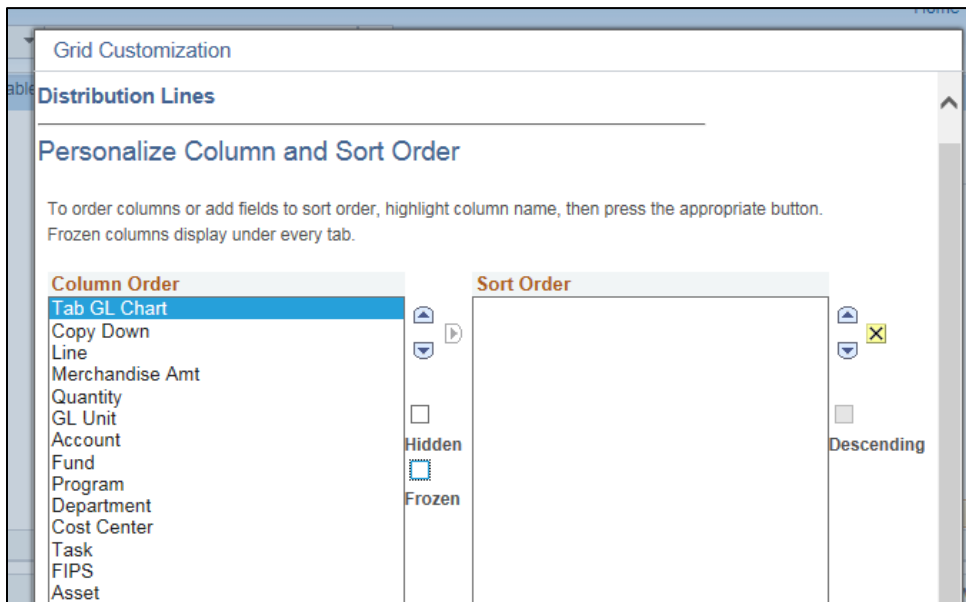 Grid Customization
Distribution Lines
Personalize Column and Sort Order
To order columns or add fields to sort order, highlight column name, then press the appropriate button.
Frozen columns display under every tab.
Column Order
Sort Order
Tab GL Chart
Copy Down
Line
Merchandise Amt
Quantity
GL Unit
Account
Fund
Program
Department
Cost Center
Task
FIPS
Asset
Hidden
Frozen
Descending